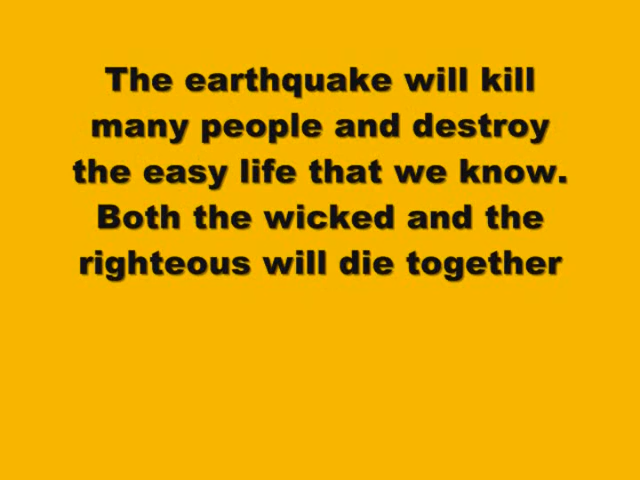 The earthquake will kill
many people and destroy
the easy life that we know.
Both the wicked and the
righteous will die together